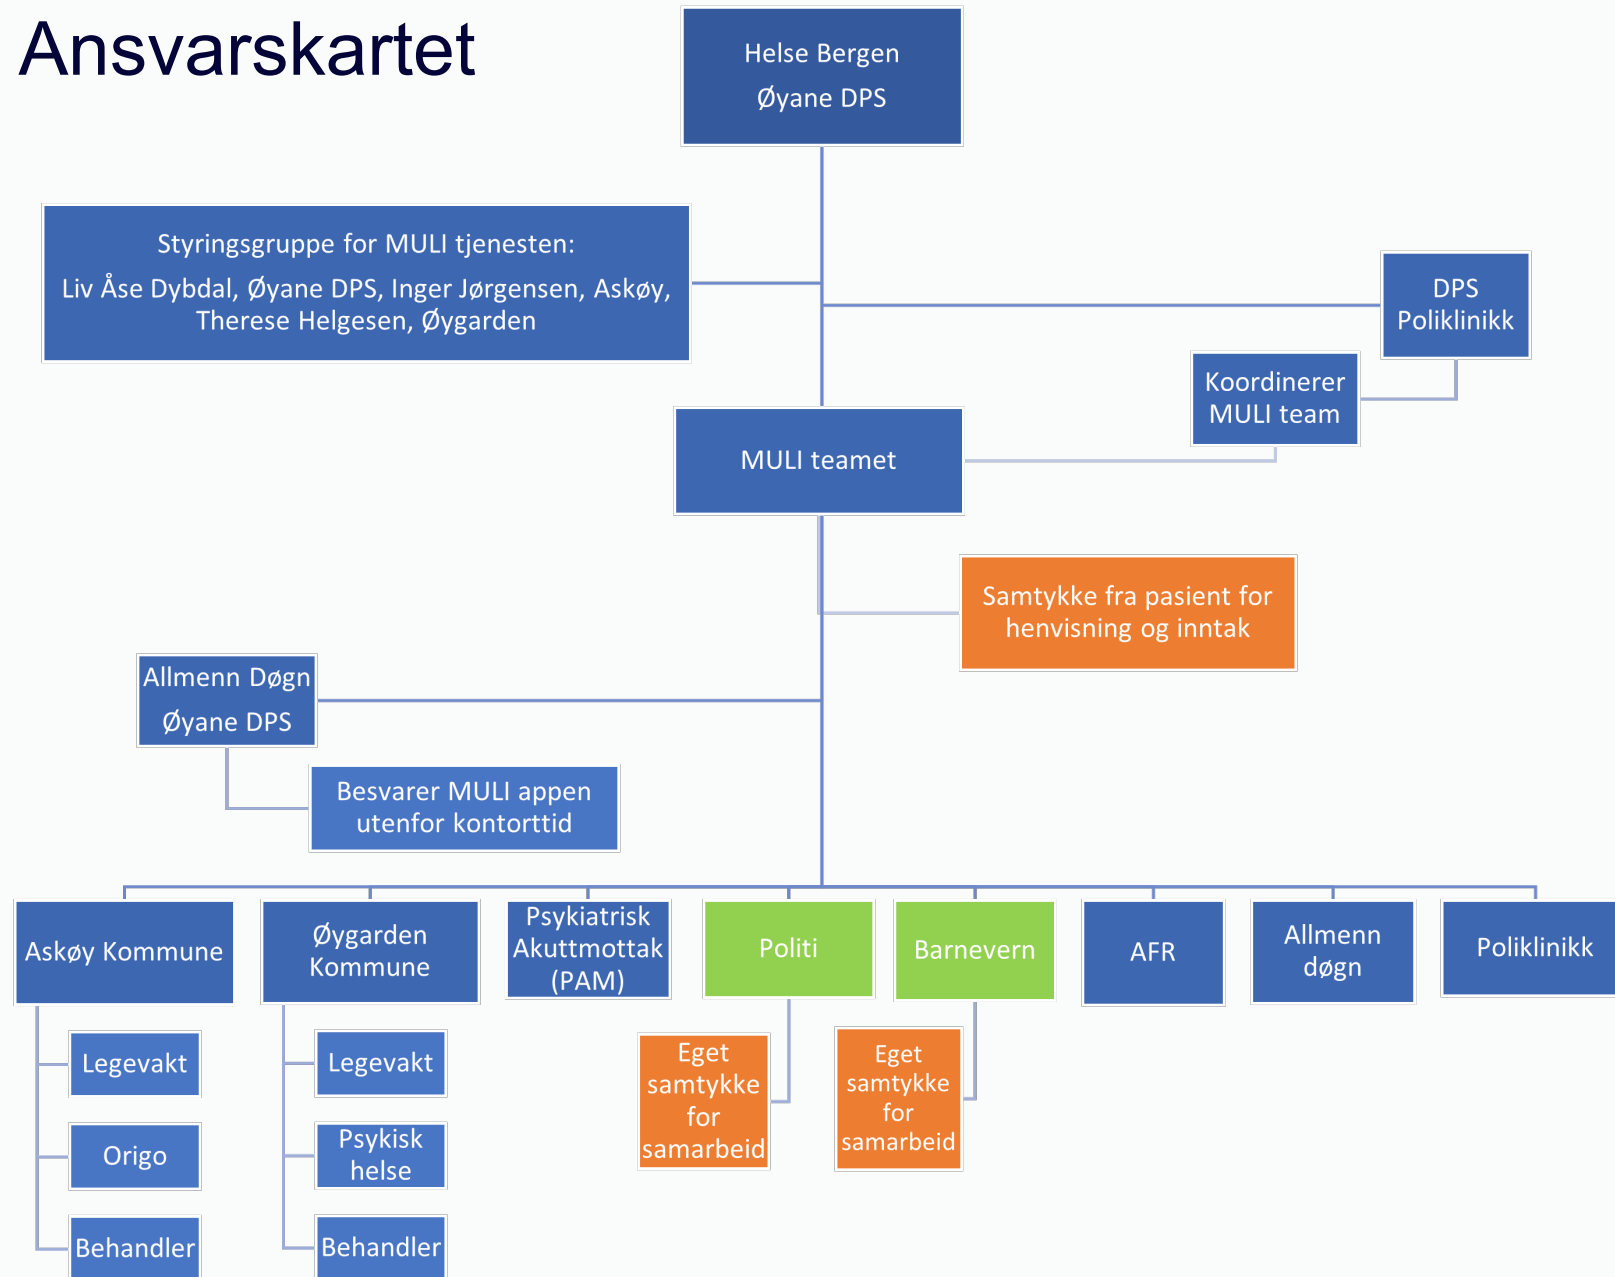 Ansvarskartet
Helse Bergen
Øyane DPS
Styringsgruppe for MULI tjenesten:
Liv Åse Dybdal, Øyane DPS, Inger Jørgensen, Askøy,
Therese Helgesen, Øygarden
DPS
Poliklinikk
Koordinerer
MULI team
MULI teamet
Samtykke fra pasient for
henvisning og inntak
Allmenn Døgn
Øyane DPS
Besvarer MULI appen
utenfor kontorttid
Askøy Kommune
Øygarden
Kommune
Psykiatrisk
Akuttmottak
(PAM)
Politi
Barnevern
AFR
Allmenn
døgn
Poliklinikk
Legevakt
Origo
Behandler
Legevakt
Psykisk
helse
Behandler
Eget
samtykke
for
samarbeid
Eget
samtykke
for
samarbeid